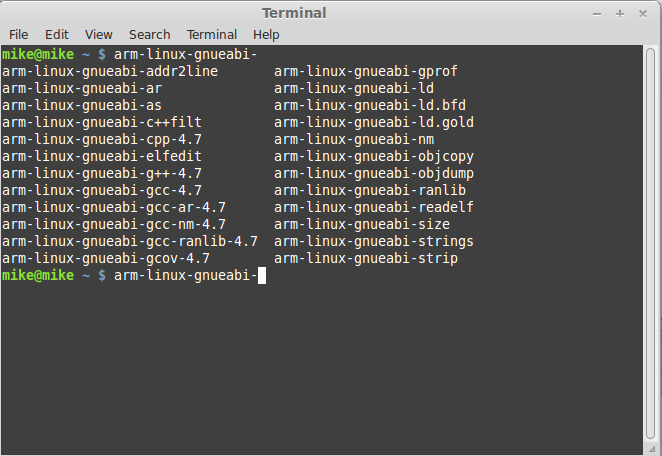 Terminal
File Edit View Search Terminal Help
mike@mike ~ $ arm-linux-gnueabi-
arm-linux-gnueabi-addr2line arm-linux-gnueabi-gprof
arm-linux-gnueabi-ar arm-linux-gnueabi-ld
arm-linux-gnueabi-as arm-linux-gnueabi-ld.bfd
arm-linux-gnueabi-c++filt arm-linux-gnueabi-ld.gold
arm-linux-gnueabi-cpp-4.7 arm-linux-gnueabi-nm
arm-linux-gnueabi-elfedit arm-linux-gnueabi-objcopy
arm-linux-gnueabi-g++-4.7 arm-linux-gnueabi-objdump
arm-linux-gnueabi-gcc-4.7 arm-linux-gnueabi-ranlib
arm-linux-gnueabi-gcc-ar-4.7 arm-linux-gnueabi-readelf
arm-linux-gnueabi-gcc-nm-4.7 arm-linux-gnueabi-size
arm-linux-gnueabi-gcc-ranlib-4.7 arm-linux-gnueabi-strings
arm-linux-gnueabi-gcov-4.7 arm-linux-gnueabi-strip
mike@mike ~ $ arm-linux-gnueabi-